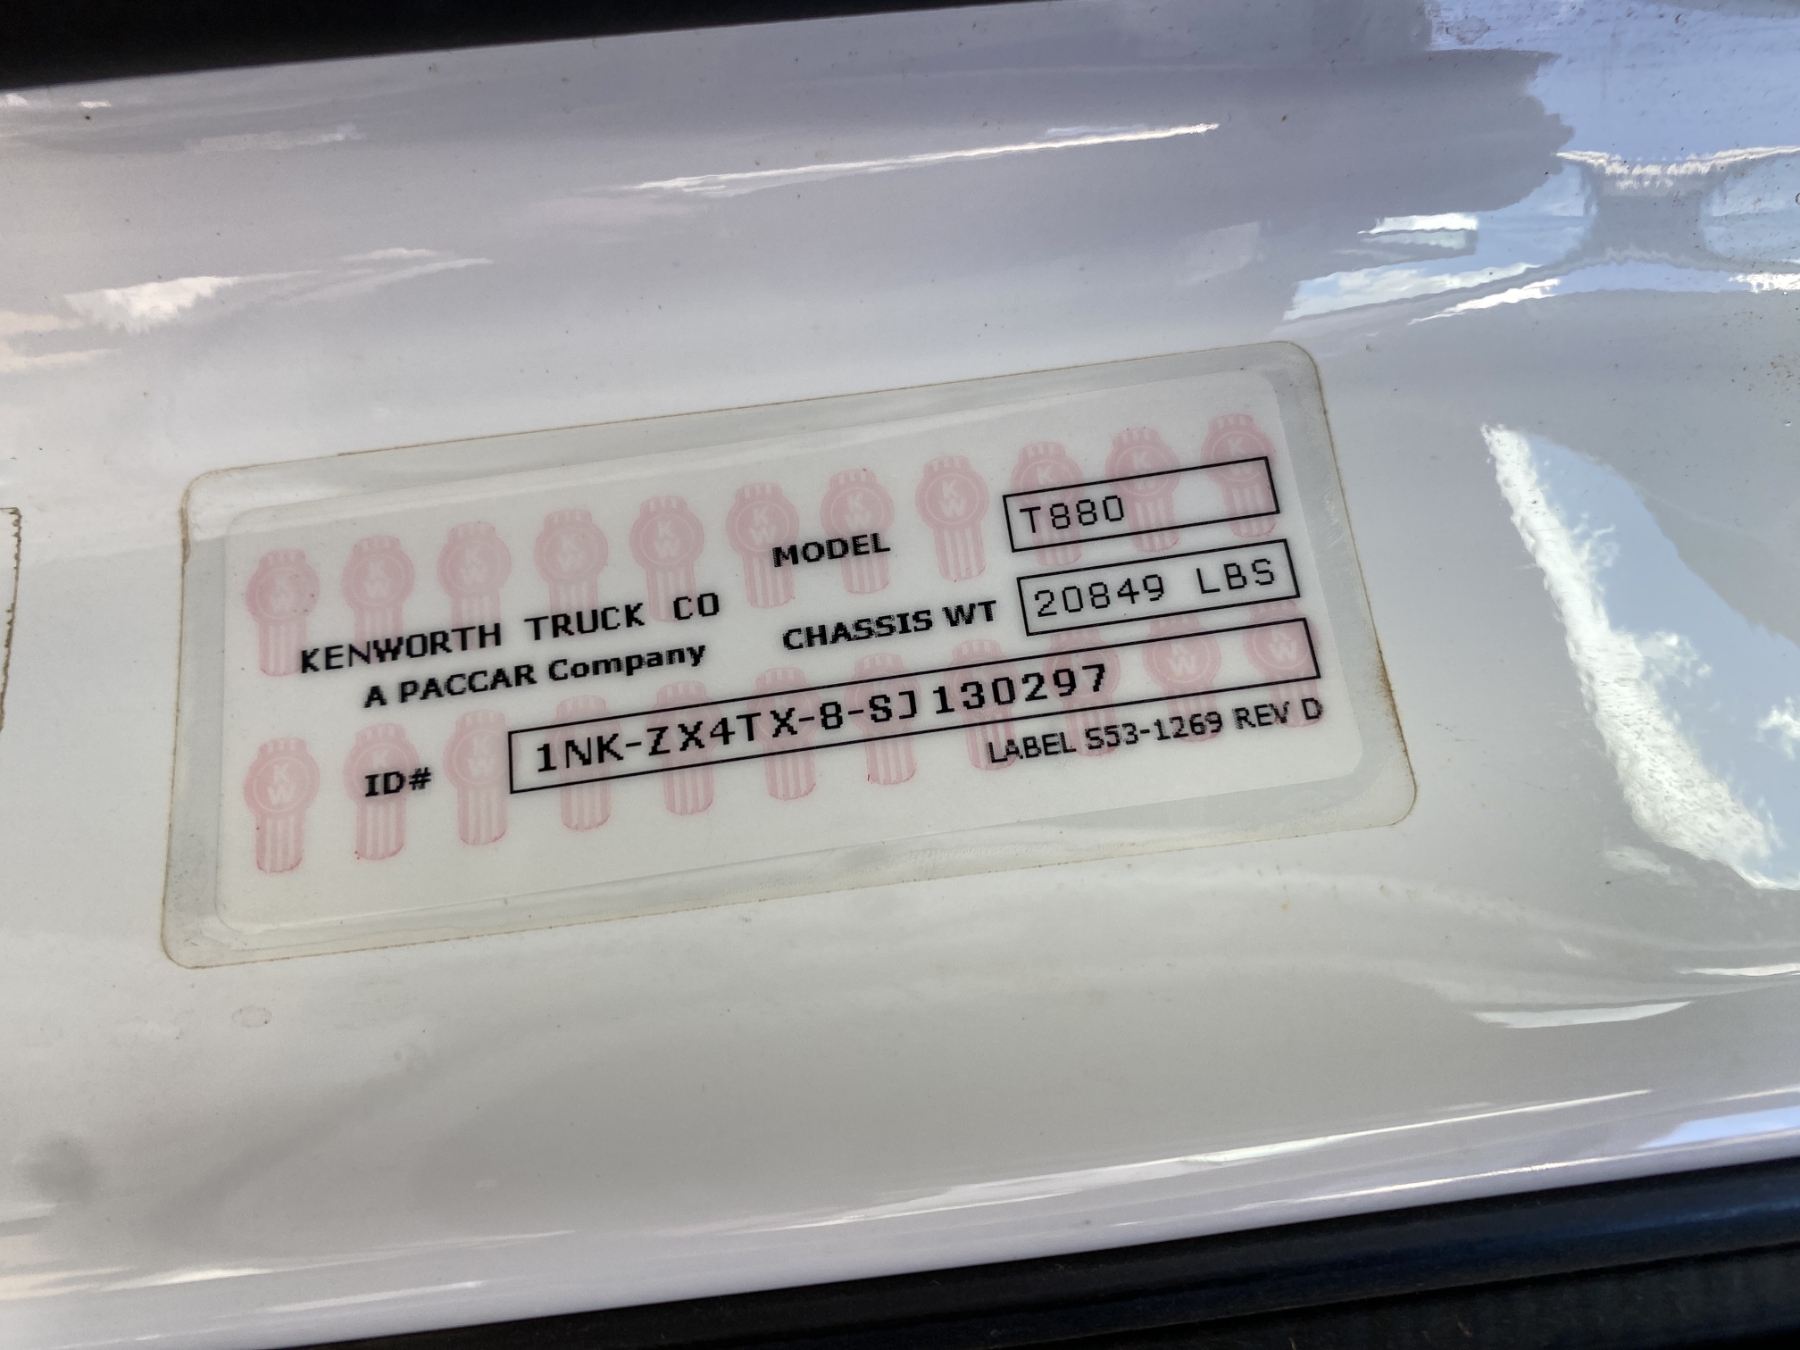 MODEL T880
KENWORTH TRUCK CO
CHASSIS WT 20849 LBS
A PACCAR Company
ID# 1NK-ZX4TX-8-SJ130297
LABEL S53-1269 REV D